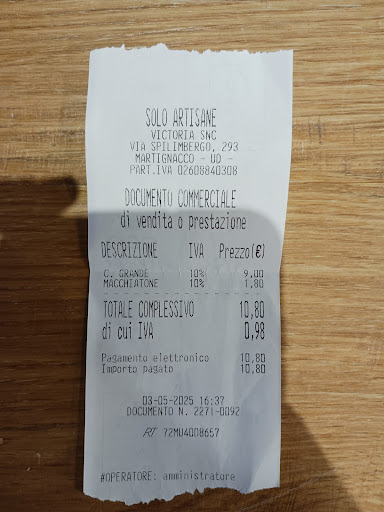 SOLO ARTISANE
VICTORIA SNC
VIA SPILIMBERGO, 293
MARTIGNACCO - UD -
PART.IVA 02608840308
DOCUMENTO COMMERCIALE
di vendita o prestazione
DESCRIZIONE IVA Prezzo(€)
C. GRANDE 10% 9,00
MACCHIATONE 10% 1,80
TOTALE COMPLESSIVO 10,80
di cui IVA 0,98
Pagamento elettronico 10,80
Importo pagato 10,80
03-05-2025 16:37
DOCUMENTO N. 2271-0092
RT 72MU4008657
#OPERATORE: amministratore